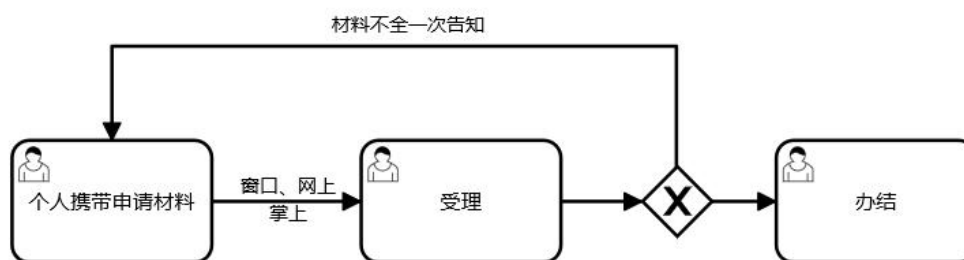 材料不全一次告知
个人携带申请材料
窗口、网上
掌上
受理
X
办结